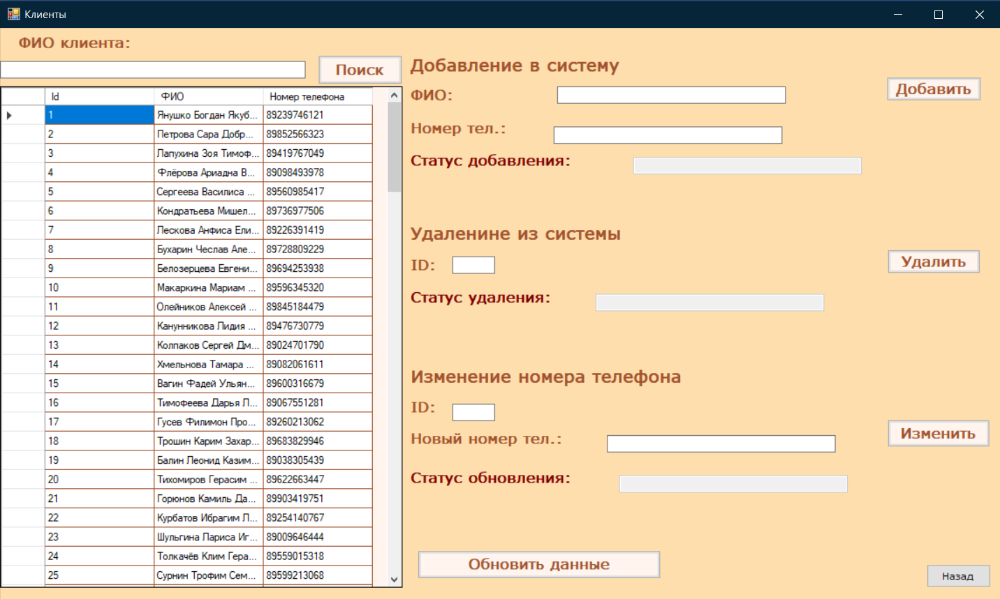 Клиенты
ФИО клиента:
Поиск
Id ФИО Номер телефона
1 Янушко Богдан Якуб... 89239746121
2 Петрова Сара Добр... 89852566323
3 Лапухина Зоя Тимоф... 89419767049
4 Флёрова Ариадна В... 89098493978
5 Сергеева Василиса ... 89560985417
6 Кондратьева Мишел... 89736977506
7 Лескова Анфиса Ели... 89226391419
8 Бухарин Чеслав Але... 89728809229
9 Белозерцева Евгени... 89694253938
10 Макаркина Мариам ... 89596345320
11 Олейников Алексей ... 89845184479
12 Канунникова Лидия ... 89476730779
13 Колпаков Сергей Дм... 89024701790
14 Хмельнова Тамара ... 89082061611
15 Вагин Фадей Ульян... 89600316679
16 Тимофеева Дарья Л... 89067551281
17 Гусев Филимон Про... 89260213062
18 Трошин Карим Захар... 89683829946
19 Балин Леонид Казим... 89038305439
20 Тихомиров Герасим ... 89622663447
21 Горюнов Камиль Да... 89903419751
22 Курбатов Ибрагим Л... 89254140767
23 Шульгина Лариса Иг... 89009646444
24 Толкачёв Клим Гера... 89559015318
25 Сурнин Трофим Сем... 89599213068
Добавление в систему
ФИО:
Добавить
Номер тел.:
Статус добавления:
Удаленине из системы
ID:
Удалить
Статус удаления:
Изменение номера телефона
ID:
Новый номер тел.:
Изменить
Статус обновления:
Обновить данные
Назад